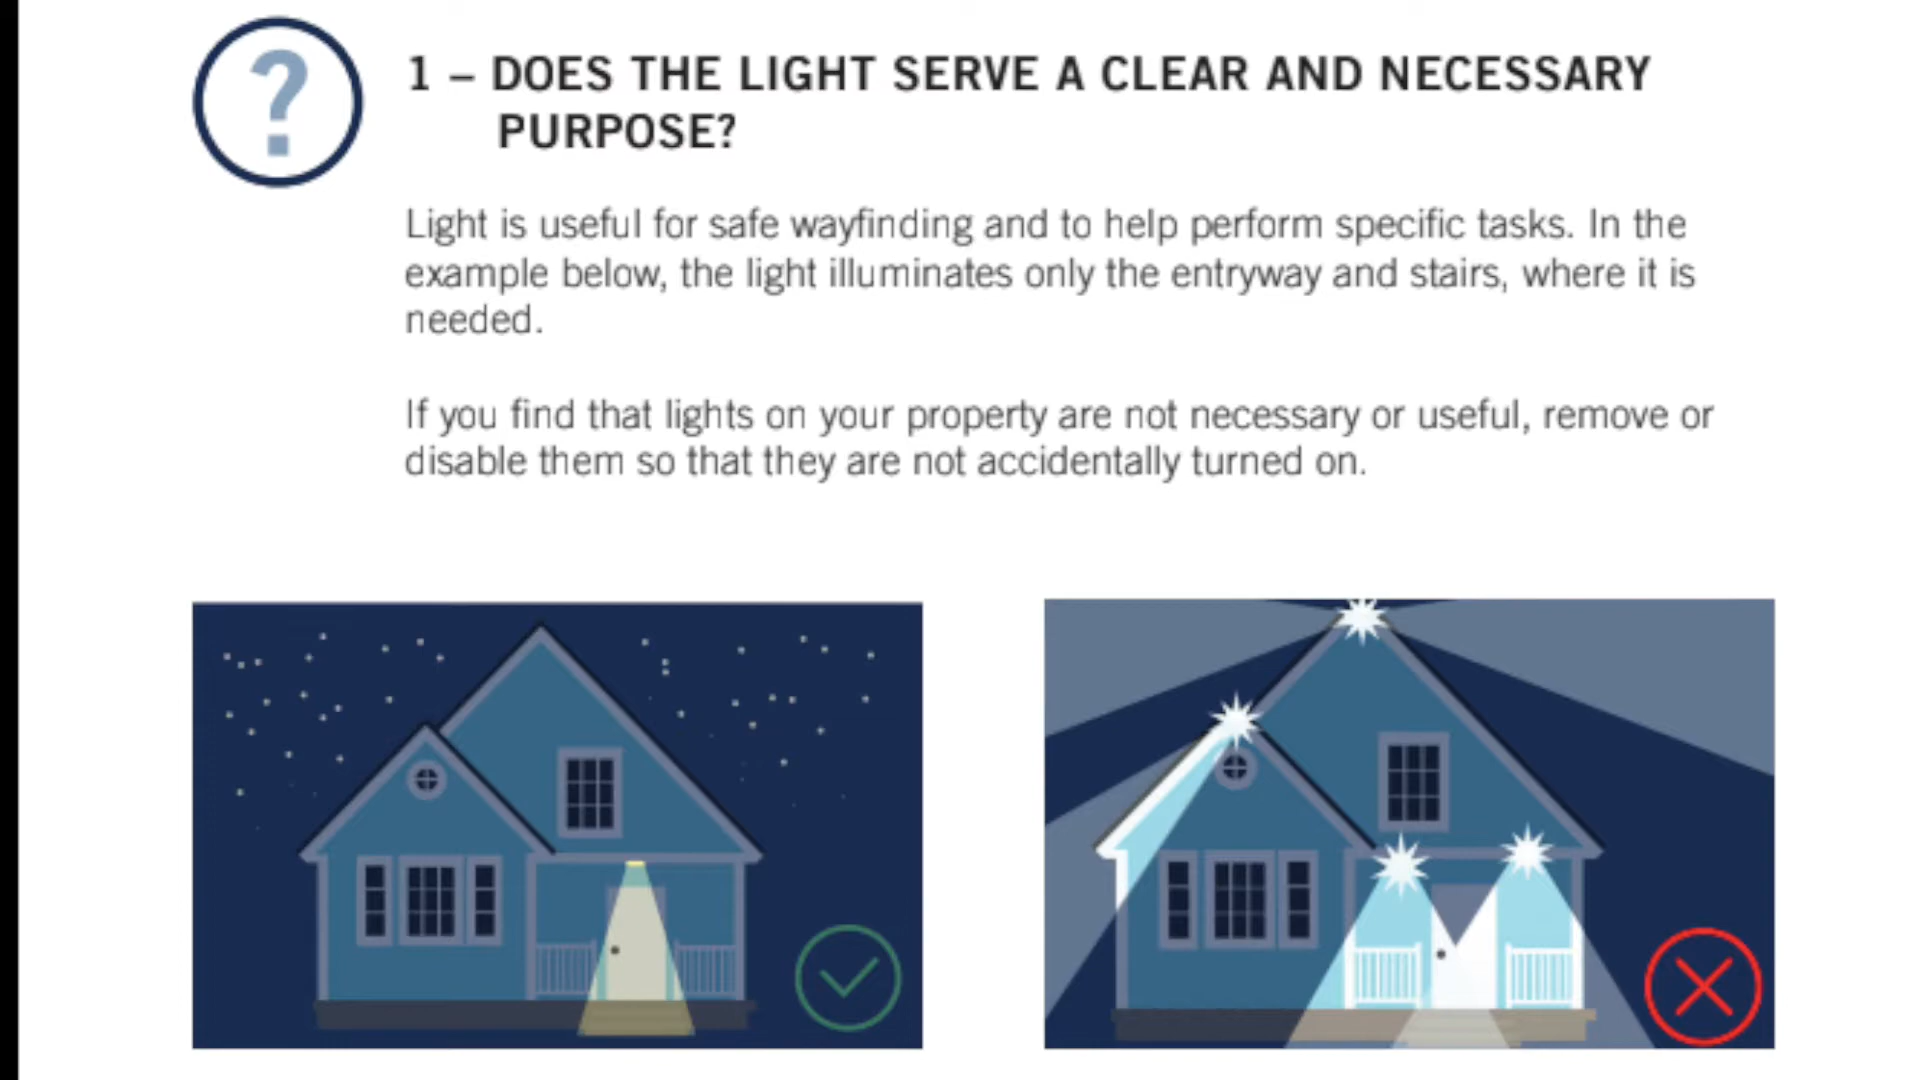 ?
1 – DOES THE LIGHT SERVE A CLEAR AND NECESSARY
PURPOSE?
Light is useful for safe wayfinding and to help perform specific tasks. In the
example below, the light illuminates only the entryway and stairs, where it is
needed.
If you find that lights on your property are not necessary or useful, remove or
disable them so that they are not accidentally turned on.